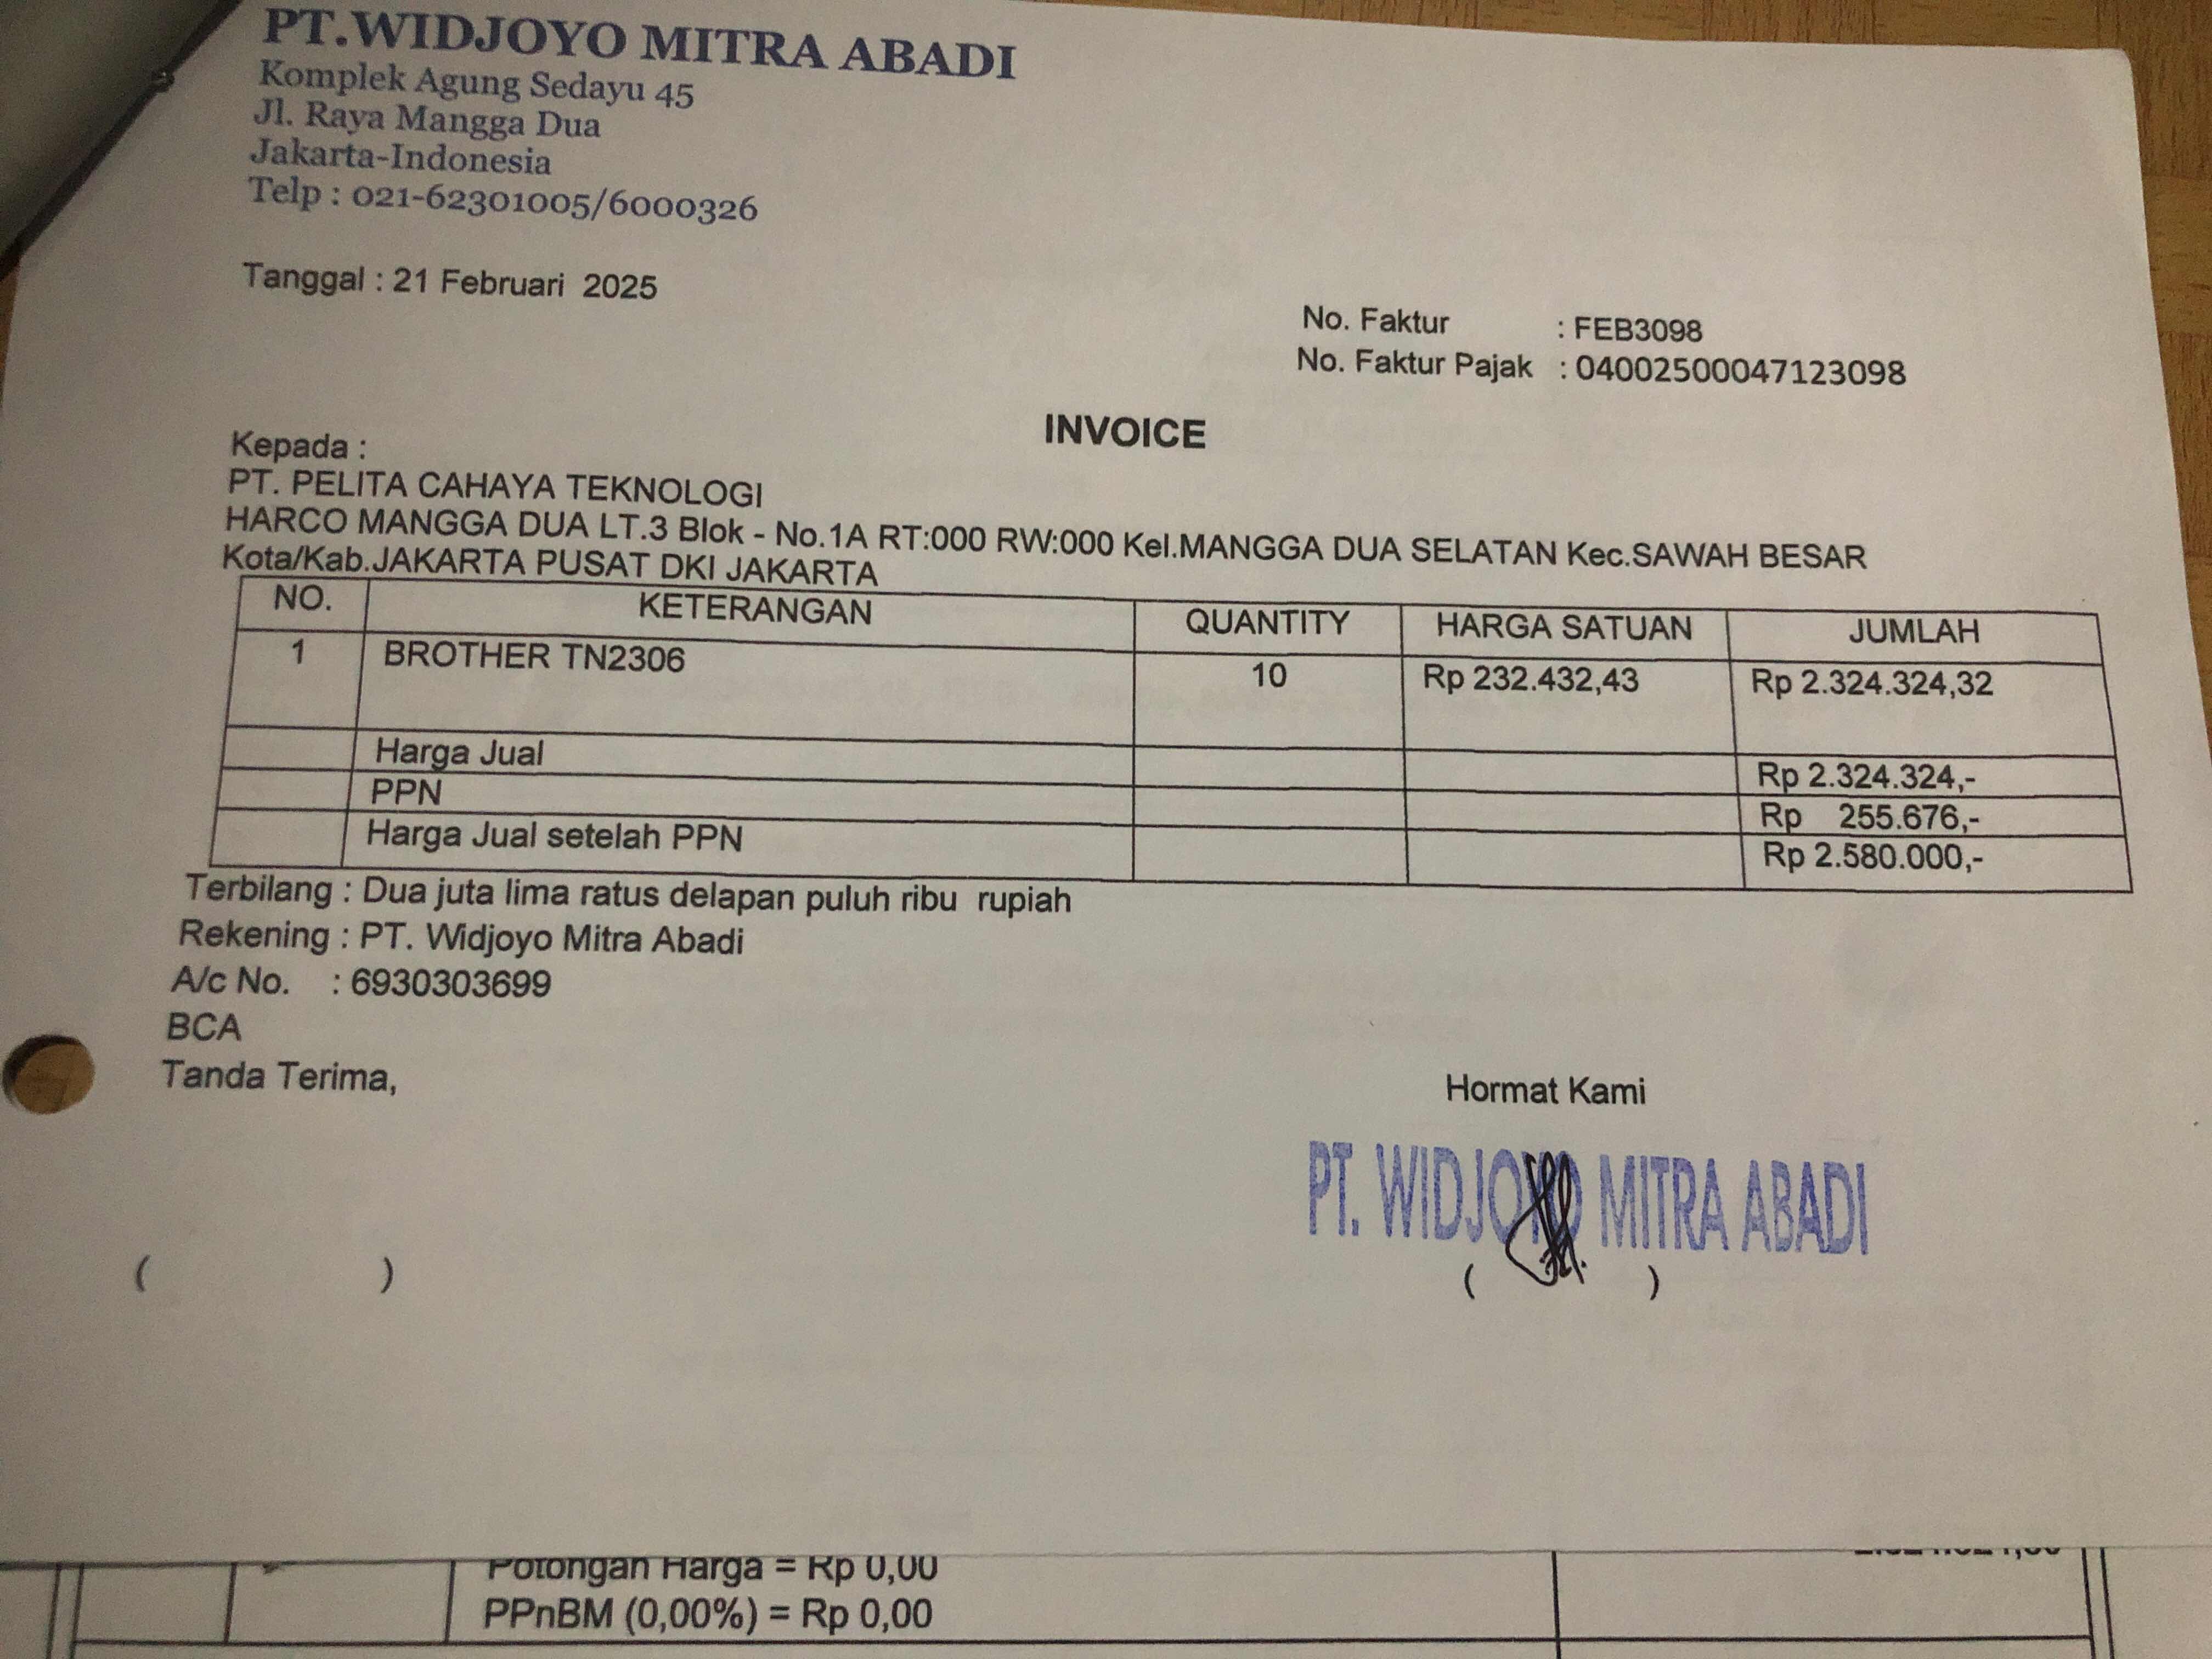 PT.WIDJOYO MITRA ABADI
Komplek Agung Sedayu 45
Jl. Raya Mangga Dua
Jakarta-Indonesia
Telp : 021-62301005/6000326
Tanggal : 21 Februari 2025
No. Faktur : FEB3098
No. Faktur Pajak : 04002500047123098
INVOICE
Kepada :
PT. PELITA CAHAYA TEKNOLOGI
HARCO MANGGA DUA LT.3 Blok - No.1A RT:000 RW:000 Kel.MANGGA DUA SELATAN Kec.SAWAH BESAR
Kota/Kab.JAKARTA PUSAT DKI JAKARTA
NO. KETERANGAN QUANTITY HARGA SATUAN JUMLAH
1 BROTHER TN2306 10 Rp 232.432,43 Rp 2.324.324,32
Harga Jual Rp 2.324.324,-
PPN Rp 255.676,-
Harga Jual setelah PPN Rp 2.580.000,-
Terbilang : Dua juta lima ratus delapan puluh ribu rupiah
Rekening : PT. Widjoyo Mitra Abadi
A/c No. : 6930303699
BCA
Tanda Terima,
Hormat Kami
PT. WIDJOYO MITRA ABADI
( ) ( )
Potongan Harga = Rp 0,00
PPnBM (0,00%) = Rp 0,00